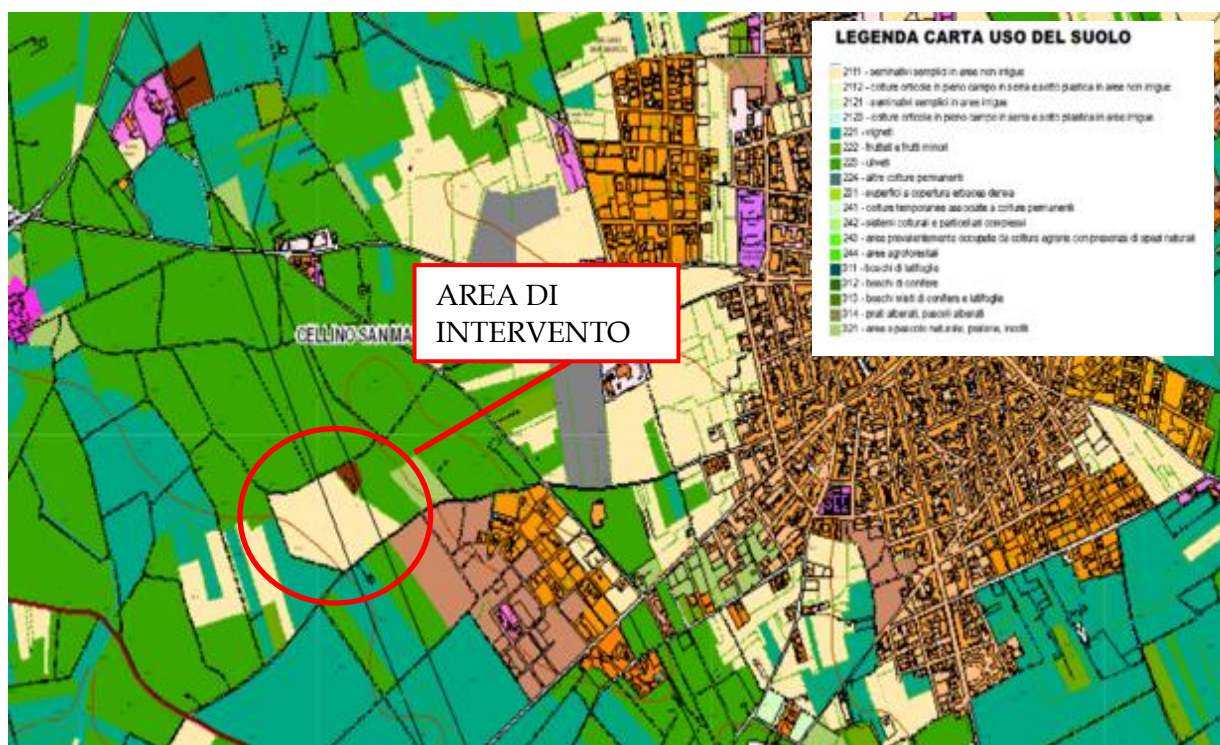 LEGENDA CARTA USO DEL SUOLO
2111 - seminativi semplici in aree non irrigue
2112 - colture orticole in pieno campo in serra e sotto plastica in aree non irrigue
2121 - seminativi semplici in aree irrigue
2123 - colture orticole in pieno campo in serra e sotto plastica in aree irrigue
221 - vigneti
222 - frutteti e frutti minori
223 - uliveti
224 - altre colture permanenti
231 - superfici a copertura erbacea densa
241 - colture temporanee associate a colture permanenti
242 - sistemi colturali e particellari complessi
243 - aree prevalentemente occupate da colture agrarie con presenza di spazi naturali
244 - aree agroforestali
311 - boschi di latifoglie
312 - boschi di conifere
313 - boschi misti di conifere e latifoglie
314 - prati alberati, pascoli alberati
321 - aree a pascolo naturale, praterie, incolti
AREA DI
INTERVENTO
CELLINO SAN MA